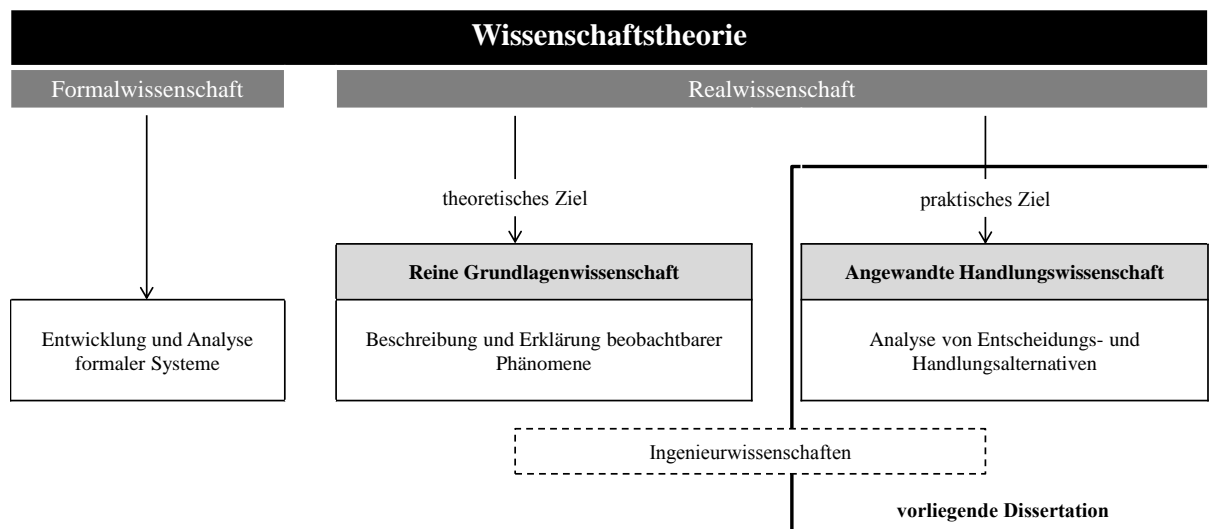 Wissenschaftstheorie
Formalwissenschaft
Realwissenschaft
theoretisches Ziel
praktisches Ziel
Reine Grundlagenwissenschaft
Angewandte Handlungswissenschaft
Entwicklung und Analyse
formaler Systeme
Beschreibung und Erklärung beobachtbarer
Phänomene
Analyse von Entscheidungs- und
Handlungsalternativen
Ingenieurwissenschaften
vorliegende Dissertation